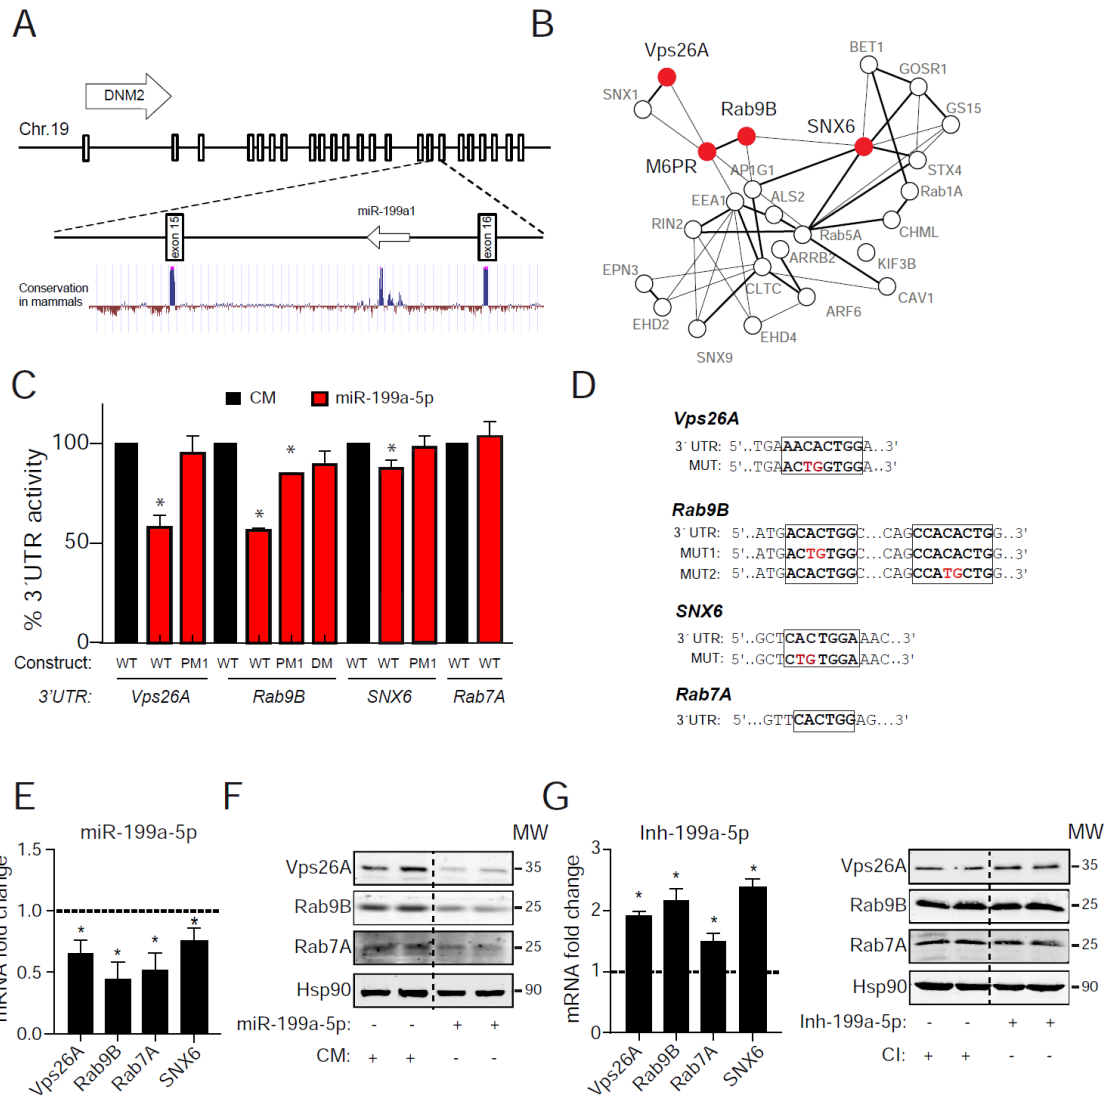 A
DNM2
Chr.19
miR-199a1
exon 15
exon 16
Conservation
in mammals
B
Vps26A
SNX1
Rab9B
M6PR
SNX6
BET1
GOSR1
GS15
STX4
Rab1A
CHML
AP1G1
ALS2
EEA1
RIN2
Rab5A
KIF3B
ARRB2
CAV1
EPN3
CLTC
ARF6
EHD2
EHD4
SNX9
C
CM
miR-199a-5p
% 3´UTR activity
100
50
0
* * * *
Construct: WT WT PM1 WT WT PM1 DM WT WT PM1 WT WT
3'UTR: Vps26A Rab9B SNX6 Rab7A
D
Vps26A
3´UTR: 5'..TGAAACACTGGA..3'
MUT: 5'..TGAACTGGTGGA..3'
Rab9B
3´UTR: 5'..ATGACACTGGC...CAGCCACACTGG..3'
MUT1: 5'..ATGACTGTGGC...CAGCCACACTGG..3'
MUT2: 5'..ATGACACTGGC...CAGCCATGCTGG..3'
SNX6
3´UTR: 5'..GCTCACTGGAAAC..3'
MUT: 5'..GCTCTGTGGAAAC..3'
Rab7A
3´UTR: 5'...GTTCACTGGAG...3'
E
miR-199a-5p
mRNA fold change
1.5
1.0
0.5
0.0
* * * *
Vps26A Rab9B Rab7A SNX6
F
MW
Vps26A 35
Rab9B 25
Rab7A 25
Hsp90 90
miR-199a-5p: - - + +
CM: + + - -
G
Inh-199a-5p
mRNA fold change
3
2
1
0
* * * *
Vps26A Rab9B Rab7A SNX6
MW
Vps26A 35
Rab9B 25
Rab7A 25
Hsp90 90
Inh-199a-5p: - - + +
CI: + + - -